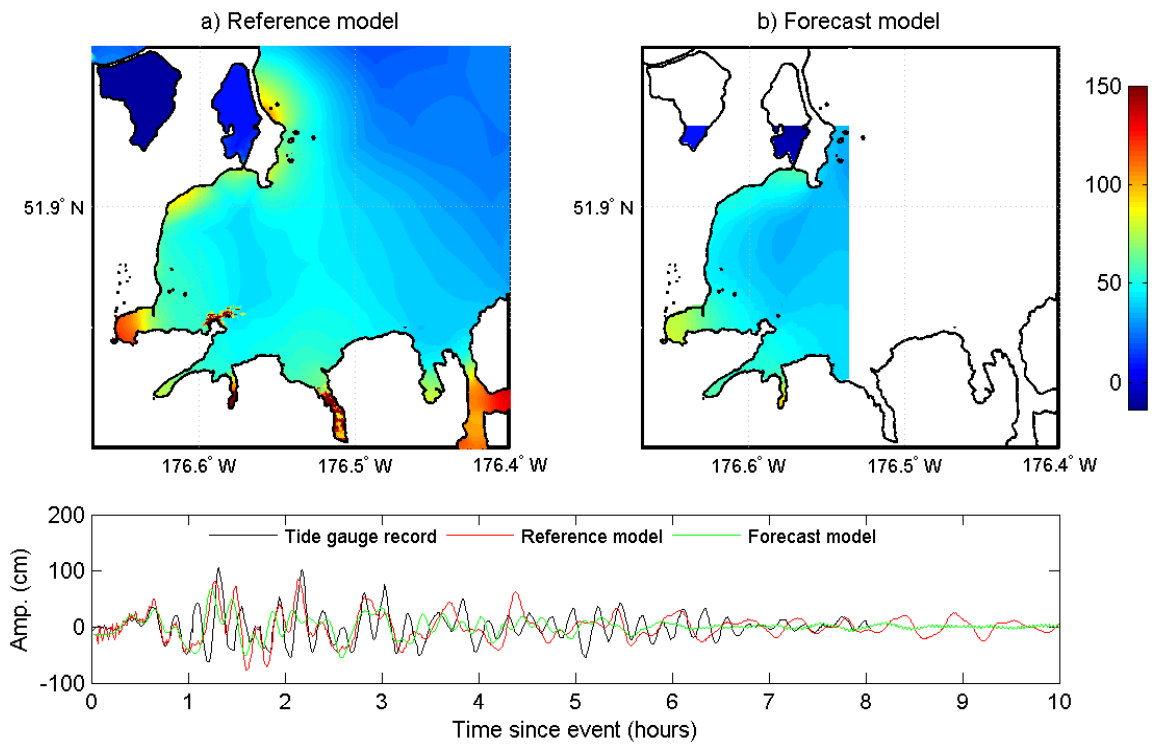 a) Reference model
b) Forecast model
51.9° N
51.9° N
150
100
50
0
176.6° W
176.5° W
176.4° W
176.6° W
176.5° W
176.4° W
200
100
0
-100
Amp. (cm)
Tide gauge record
Reference model
Forecast model
0 1 2 3 4 5 6 7 8 9 10
Time since event (hours)